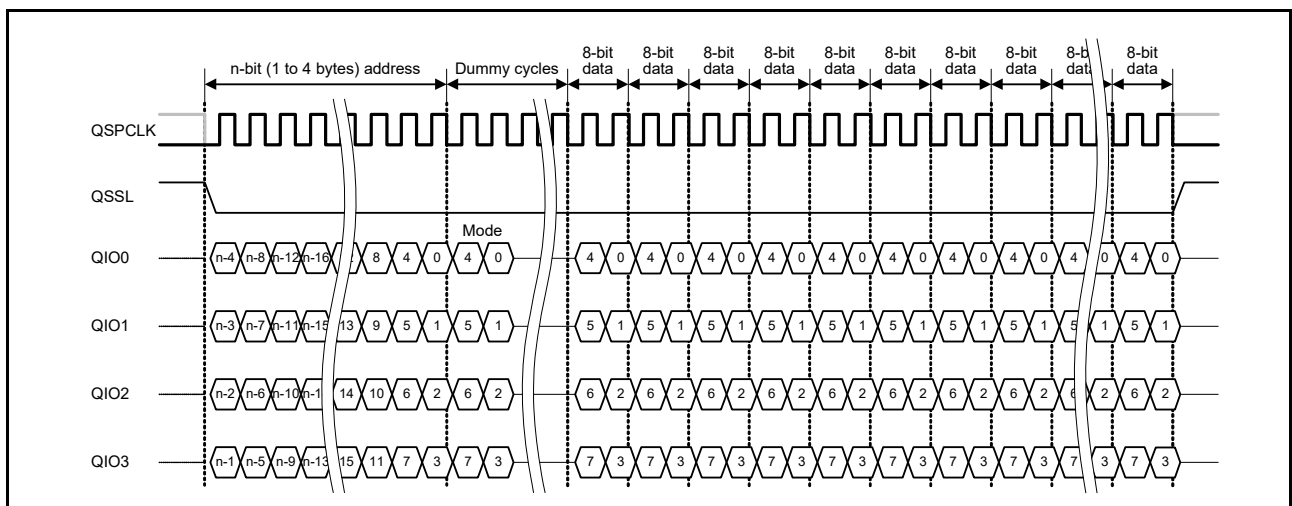 8-bit 8-bit 8-bit 8-bit 8-bit 8-bit 8-bit 8-bit 8-b 8-bit
n-bit (1 to 4 bytes) address Dummy cycles data data data data data data data data data data
QSPCLK
QSSL
Mode
QIO0 n-4 n-8 n-12 n-16 8 4 0 4 0 4 0 4 0 4 0 4 0 4 0 4 0 4 0 4 0 4 0 4 0
QIO1 n-3 n-7 n-11 n-15 13 9 5 1 5 1 5 1 5 1 5 1 5 1 5 1 5 1 5 1 5 1 5 1 5 1
QIO2 n-2 n-6 n-10 n-1 14 10 6 2 6 2 6 2 6 2 6 2 6 2 6 2 6 2 6 2 6 2 6 2 6 2
QIO3 n-1 n-5 n-9 n-13 15 11 7 3 7 3 7 3 7 3 7 3 7 3 7 3 7 3 7 3 7 3 7 3 7 3